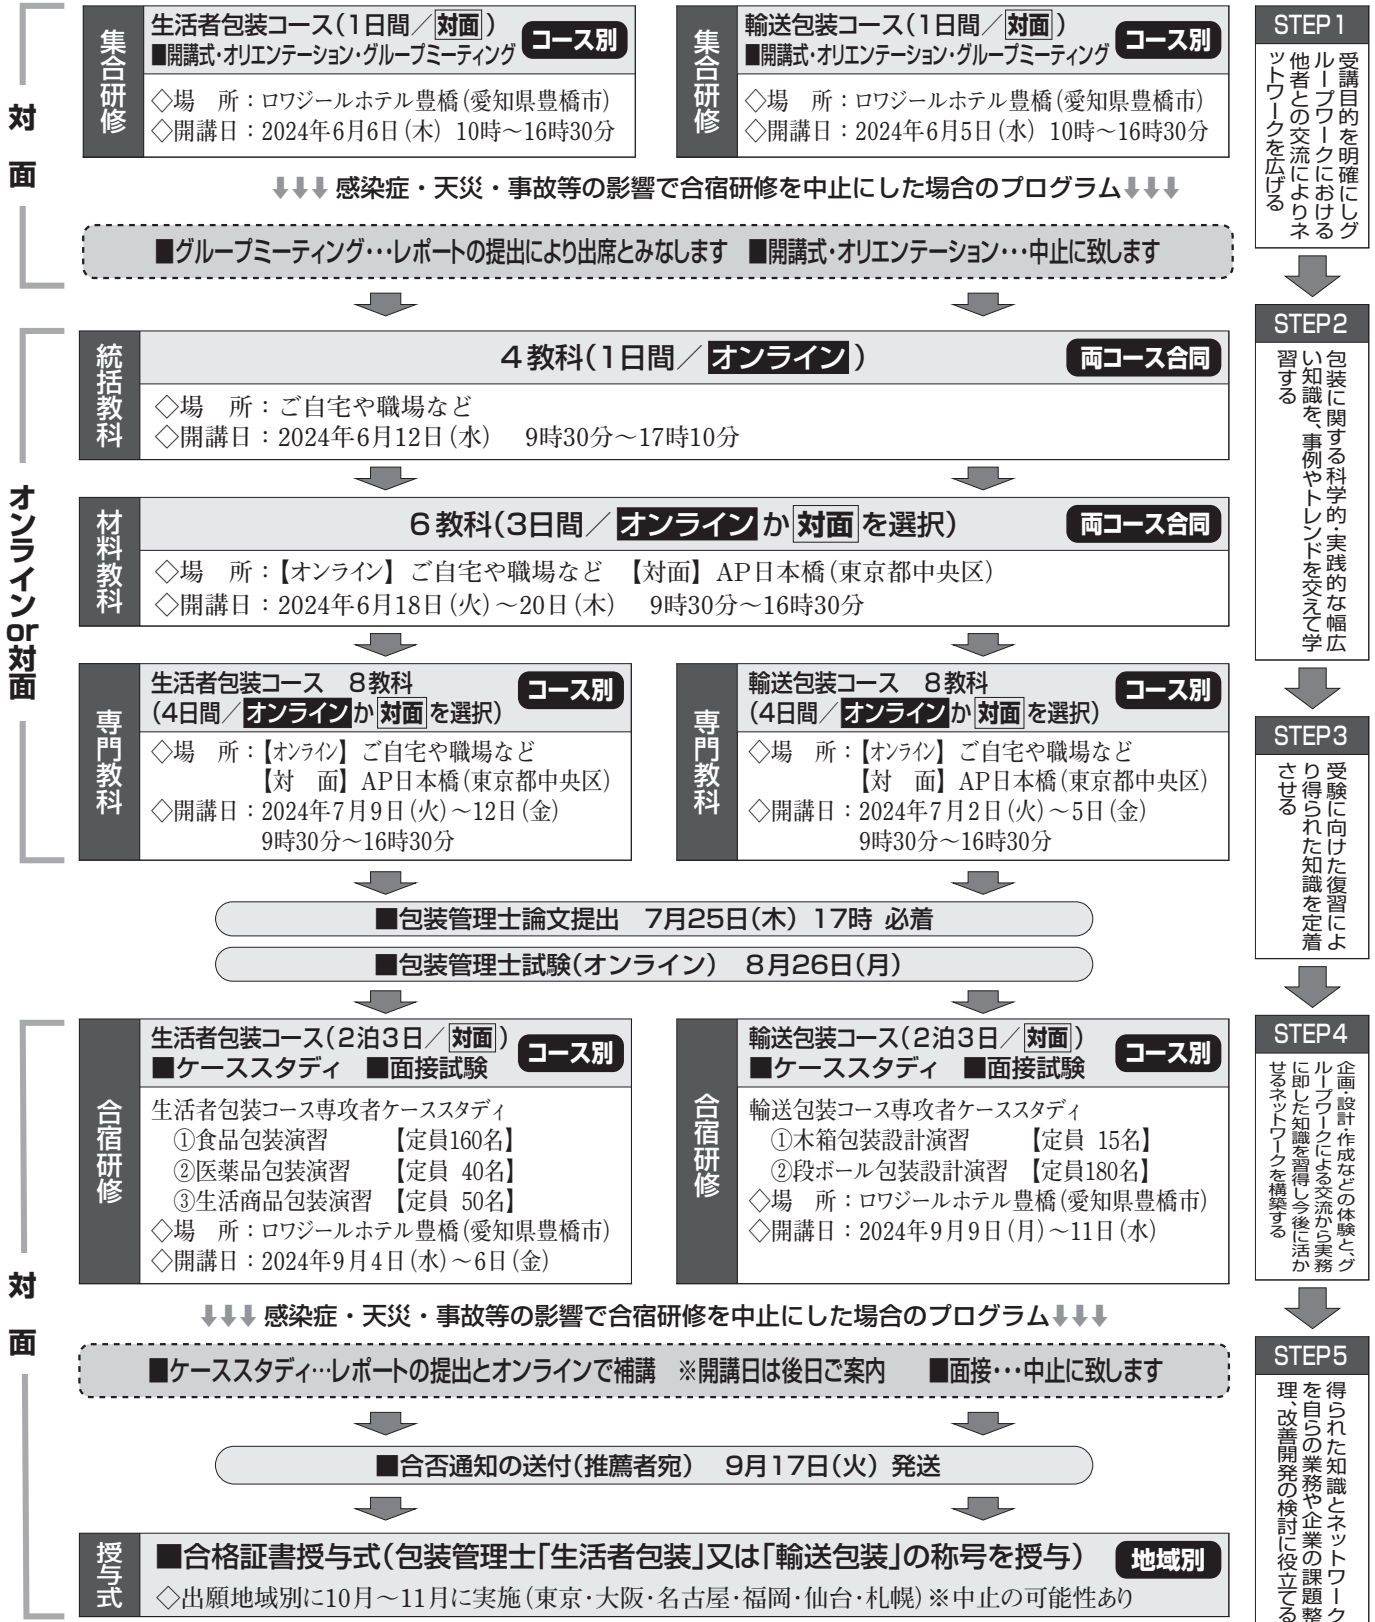 対面
集合研修
生活者包装コース(1日間／対面)
コース別
■開講式・オリエンテーション・グループミーティング
◇場　所：ロワジールホテル豊橋(愛知県豊橋市)
◇開講日：2024年6月6日(木) 10時～16時30分
集合研修
輸送包装コース(1日間／対面)
コース別
■開講式・オリエンテーション・グループミーティング
◇場　所：ロワジールホテル豊橋(愛知県豊橋市)
◇開講日：2024年6月5日(水) 10時～16時30分
⬇⬇⬇感染症・天災・事故等の影響で合宿研修を中止にした場合のプログラム⬇⬇⬇
■グループミーティング…レポートの提出により出席とみなします　■開講式・オリエンテーション…中止に致します
オンラインor対面
統括教科
4教科(1日間／オンライン)
両コース合同
◇場　所：ご自宅や職場など
◇開講日：2024年6月12日(水)　9時30分～17時10分
材料教科
6教科(3日間／オンラインか対面を選択)
両コース合同
◇場　所：【オンライン】ご自宅や職場など 【対面】AP日本橋(東京都中央区)
◇開講日：2024年6月18日(火)～20日(木)　9時30分～16時30分
専門教科
生活者包装コース　8教科
(4日間／オンラインか対面を選択)
コース別
◇場　所：【オンライン】ご自宅や職場など
【対　面】AP日本橋(東京都中央区)
◇開講日：2024年7月9日(火)～12日(金)
9時30分～16時30分
専門教科
輸送包装コース　8教科
(4日間／オンラインか対面を選択)
コース別
◇場　所：【オンライン】ご自宅や職場など
【対　面】AP日本橋(東京都中央区)
◇開講日：2024年7月2日(火)～5日(金)
9時30分～16時30分
■包装管理士論文提出　7月25日(木) 17時 必着
■包装管理士試験(オンライン)　8月26日(月)
対面
合宿研修
生活者包装コース(2泊3日／対面)
■ケーススタディ　■面接試験
コース別
生活者包装コース専攻者ケーススタディ
①食品包装演習　【定員160名】
②医薬品包装演習　【定員 40名】
③生活商品包装演習 【定員 50名】
◇場　所：ロワジールホテル豊橋(愛知県豊橋市)
◇開講日：2024年9月4日(水)～6日(金)
合宿研修
輸送包装コース(2泊3日／対面)
■ケーススタディ　■面接試験
コース別
輸送包装コース専攻者ケーススタディ
①木箱包装設計演習　【定員 15名】
②段ボール包装設計演習 【定員180名】
◇場　所：ロワジールホテル豊橋(愛知県豊橋市)
◇開講日：2024年9月9日(月)～11日(水)
⬇⬇⬇感染症・天災・事故等の影響で合宿研修を中止にした場合のプログラム⬇⬇⬇
■ケーススタディ…レポートの提出とオンラインで補講　※開講日は後日ご案内　■面接…中止に致します
■合否通知の送付(推薦者宛)　9月17日(火) 発送
授与式
■合格証書授与式(包装管理士「生活者包装」又は「輸送包装」の称号を授与)
地域別
◇出願地域別に10月～11月に実施(東京・大阪・名古屋・福岡・仙台・札幌)※中止の可能性あり
STEP1
受講目的を明確にしグ
ループワークにおける
他者との交流によりネ
ットワークを広げる
STEP2
包装に関する科学的・実践的な幅広
い知識を、事例やトレンドを交えて学
習する
STEP3
受験に向けた復習によ
り得られた知識を定着
させる
STEP4
企画・設計・作成などの体験と、グ
ループワークによる交流から実務
に即した知識を習得し今後に活か
せるネットワークを構築する
STEP5
得られた知識とネットワーク
を自らの業務や企業の課題整
理、改善開発の検討に役立てる